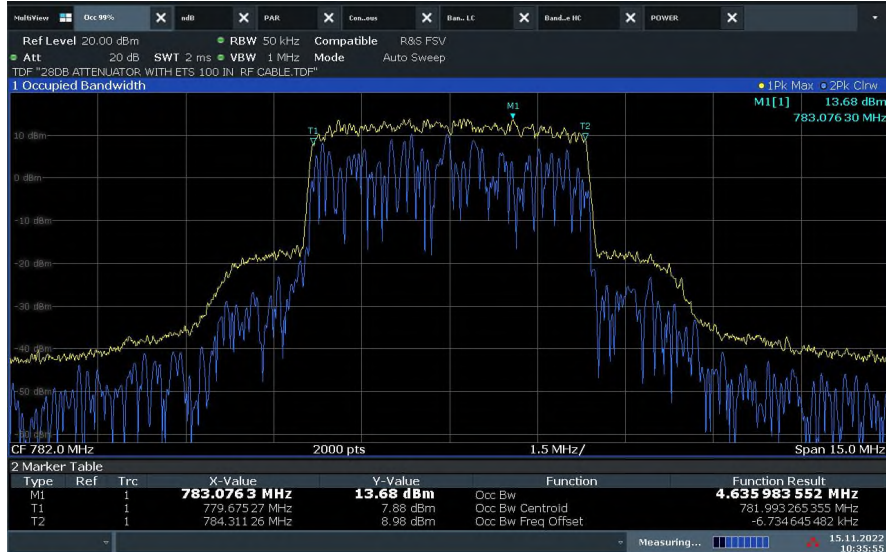 MultiView Occ 99% X ndB X PAR X Con..ous X Ban.. LC X Band..e HC X POWER X
Ref Level 20.00 dBm RBW 50 kHz Compatible R&S FSV
Att 20 dB SWT 2 ms VBW 1 MHz Mode Auto Sweep
TDF "28DB ATTENUATOR WITH ETS 100 IN RF CABLE.TDF"
1 Occupied Bandwidth 1Pk Max 2Pk Clrw
M1[1] 13.68 dBm
783.076 30 MHz
M1
T1
T2
10 dBm
0 dBm
-10 dBm
-20 dBm
-30 dBm
-40 dBm
-50 dBm
-60 dBm
CF 782.0 MHz 2000 pts 1.5 MHz/ Span 15.0 MHz
2 Marker Table
Type Ref Trc X-Value Y-Value Function Function Result
M1 1 783.076 3 MHz 13.68 dBm Occ Bw 4.635 983 552 MHz
T1 1 779.675 27 MHz 7.88 dBm Occ Bw Centroid 781.993 265 355 MHz
T2 1 784.311 26 MHz 8.98 dBm Occ Bw Freq Offset -6.734 645 482 kHz
Measuring... 15.11.2022
10:35:55